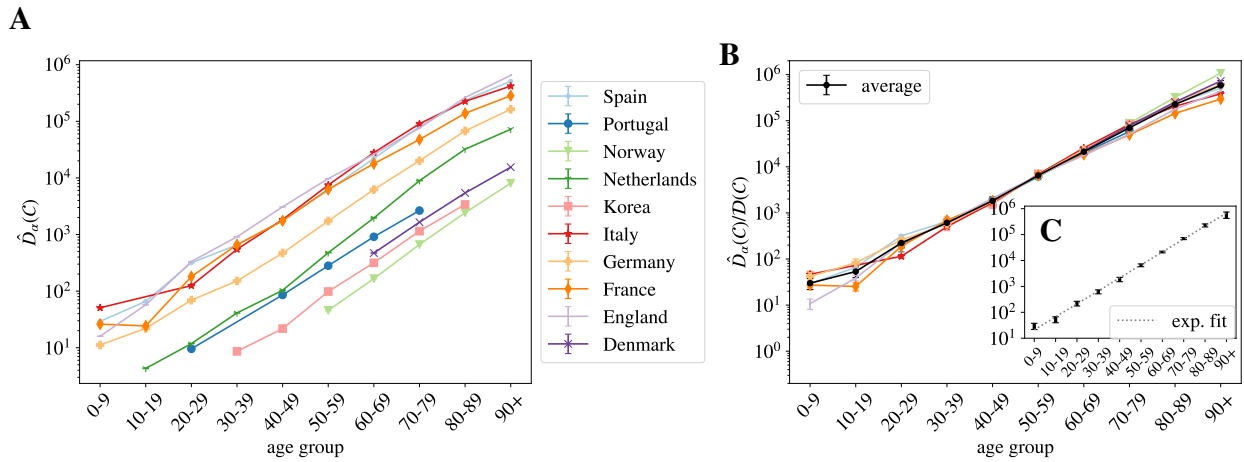 A
10^6
10^5
10^4
10^3
10^2
10^1
D̂_α(C)
0-9
10-19
20-29
30-39
40-49
50-59
60-69
70-79
80-89
90+
age group
Spain
Portugal
Norway
Netherlands
Korea
Italy
Germany
France
England
Denmark
B
average
10^6
10^5
10^4
10^3
10^2
10^1
10^0
D̂_α(C)/D(C)
0-9
10-19
20-29
30-39
40-49
50-59
60-69
70-79
80-89
90+
age group
C
10^6
10^5
10^4
10^3
10^2
10^1
exp. fit
0-9
10-19
20-29
30-39
40-49
50-59
60-69
70-79
80-89
90+